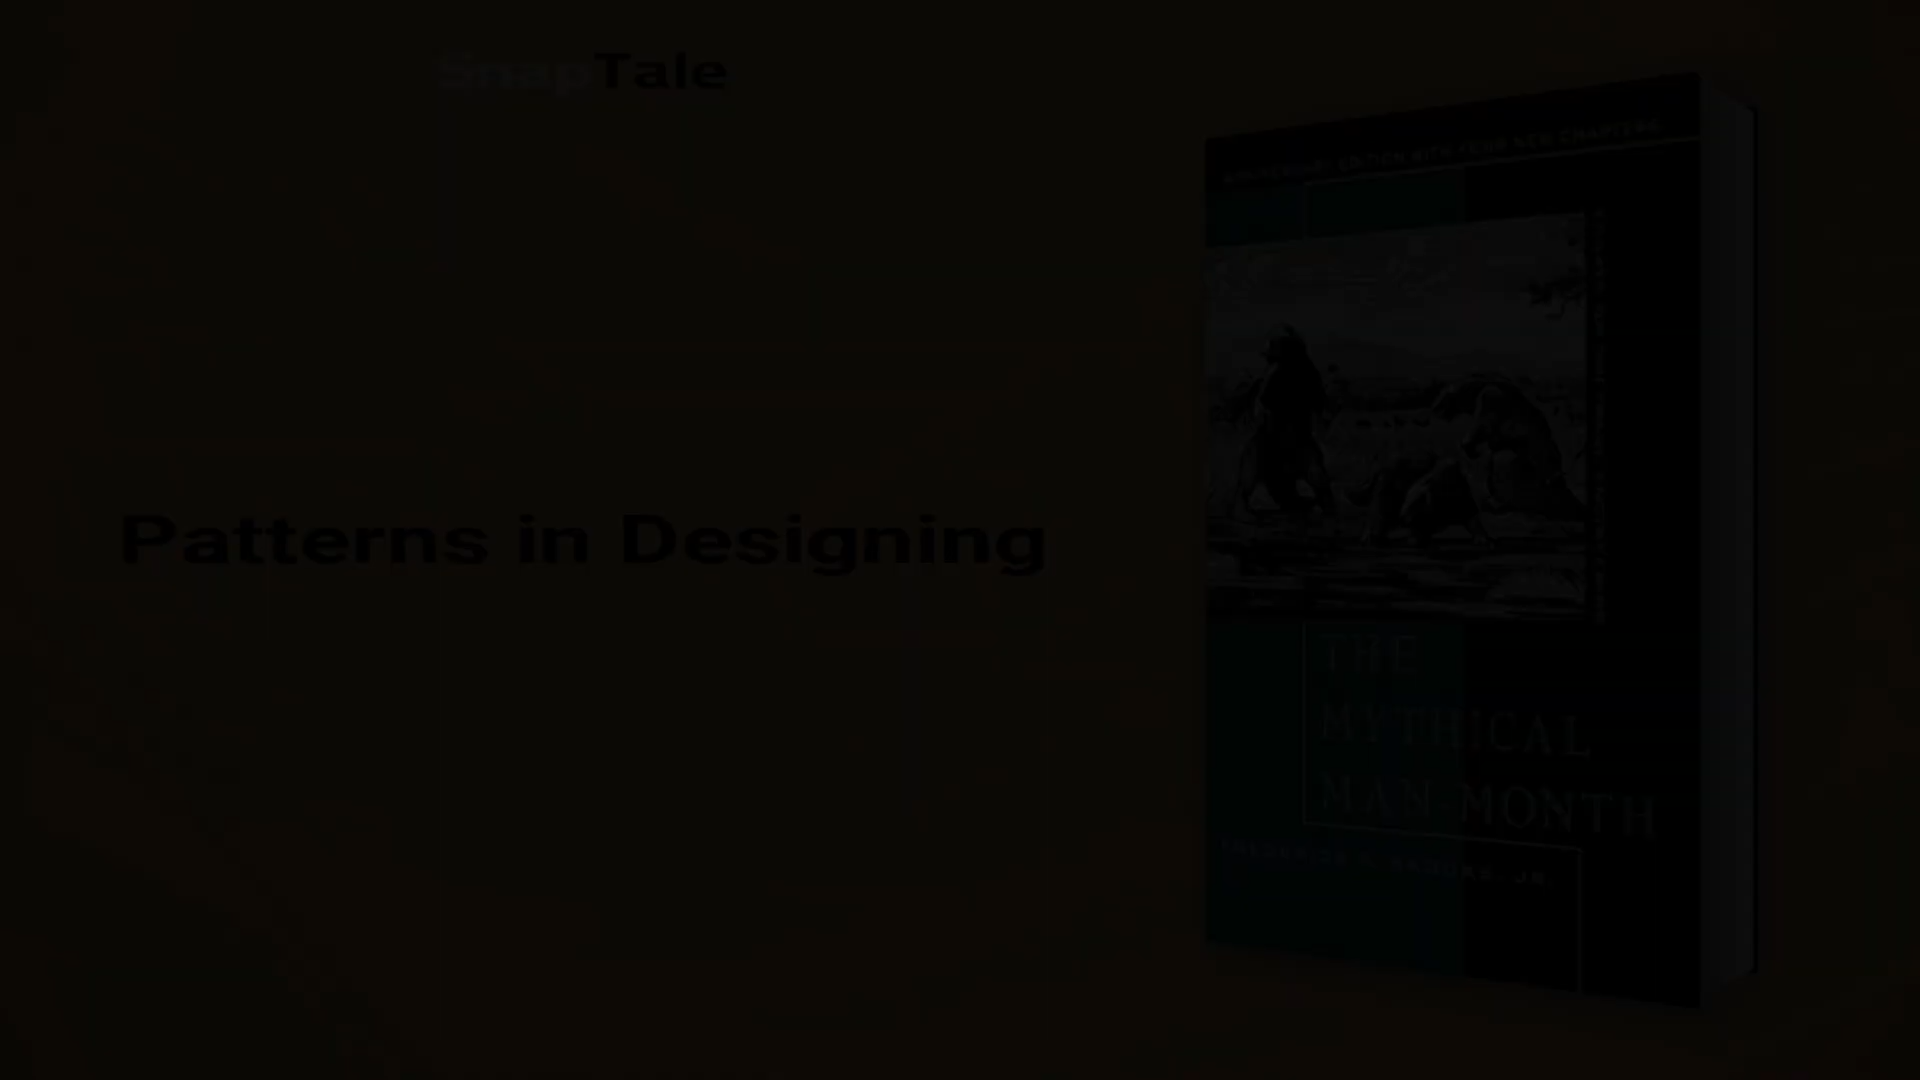 SnapTale
Patterns in Designing
THE
MYTHICAL
MAN-MONTH